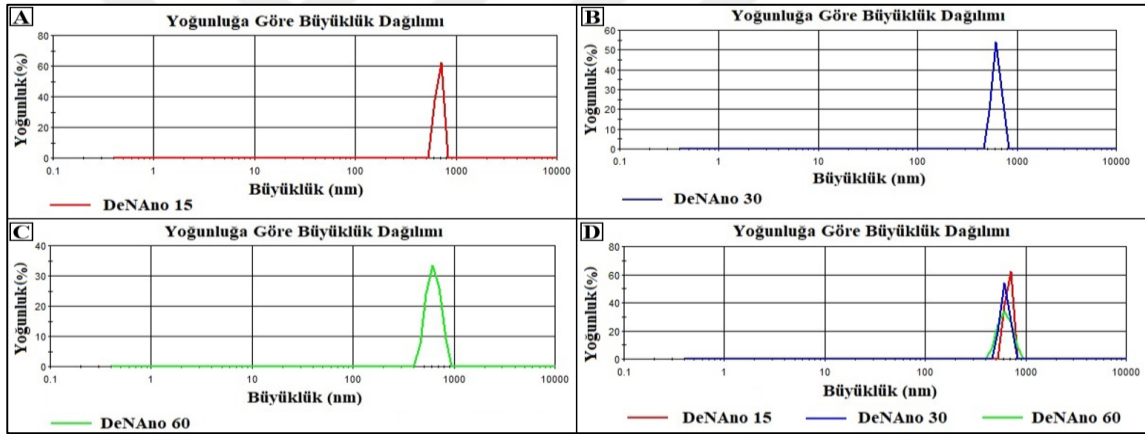 A
Yoğunluğa Göre Büyüklük Dağılımı
Yoğunluk(%)
80
60
40
20
0
0.1 1 10 100 1000 10000
Büyüklük (nm)
DeNAno 15
B
Yoğunluğa Göre Büyüklük Dağılımı
Yoğunluk (%)
60
50
40
30
20
10
0
0.1 1 10 100 1000 10000
Büyüklük (nm)
DeNAno 30
C
Yoğunluğa Göre Büyüklük Dağılımı
Yoğunluk(%)
40
30
20
10
0
1 10 100 1000 10000
Büyüklük (nm)
DeNAno 60
D
Yoğunluğa Göre Büyüklük Dağılımı
Yoğunluk(%)
80
60
40
20
0
0.1 1 10 100 1000 10000
Büyüklük (nm)
DeNAno 15 DeNAno 30 DeNAno 60